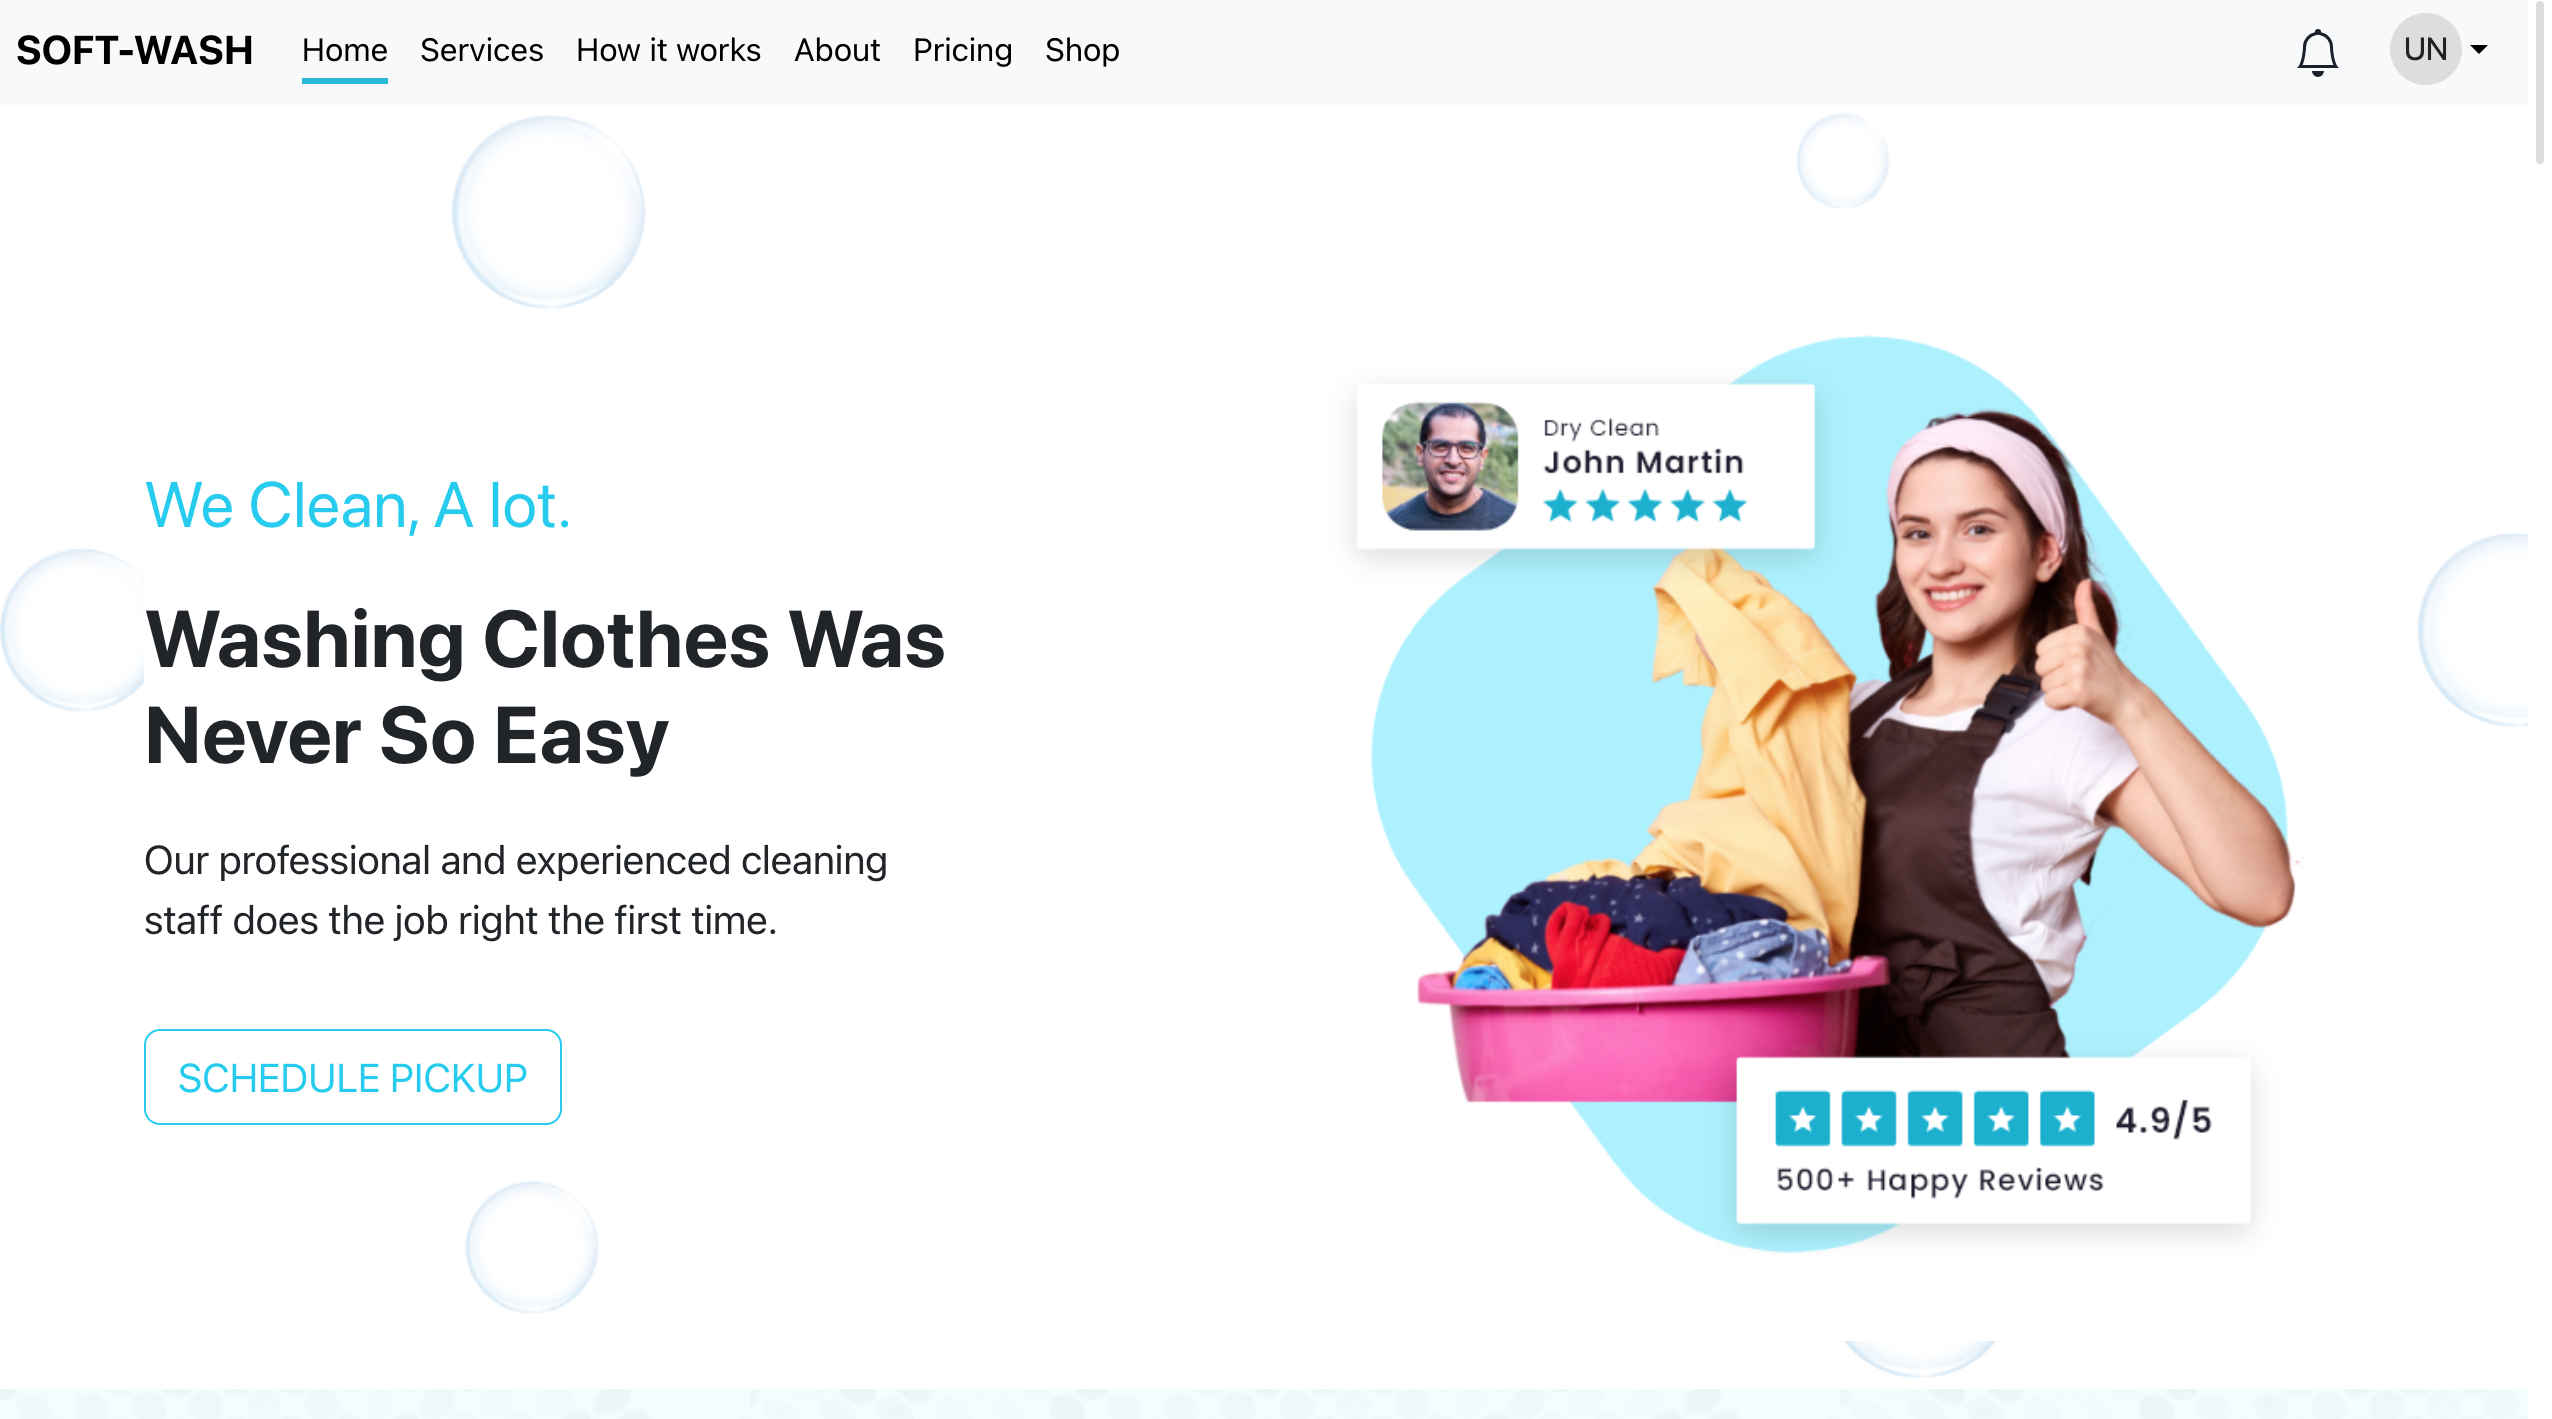 SOFT-WASH
Home
Services
How it works
About
Pricing
Shop
UN
We Clean, A lot.
Washing Clothes Was
Never So Easy
Our professional and experienced cleaning
staff does the job right the first time.
SCHEDULE PICKUP
Dry Clean
John Martin
4.9/5
500+ Happy Reviews